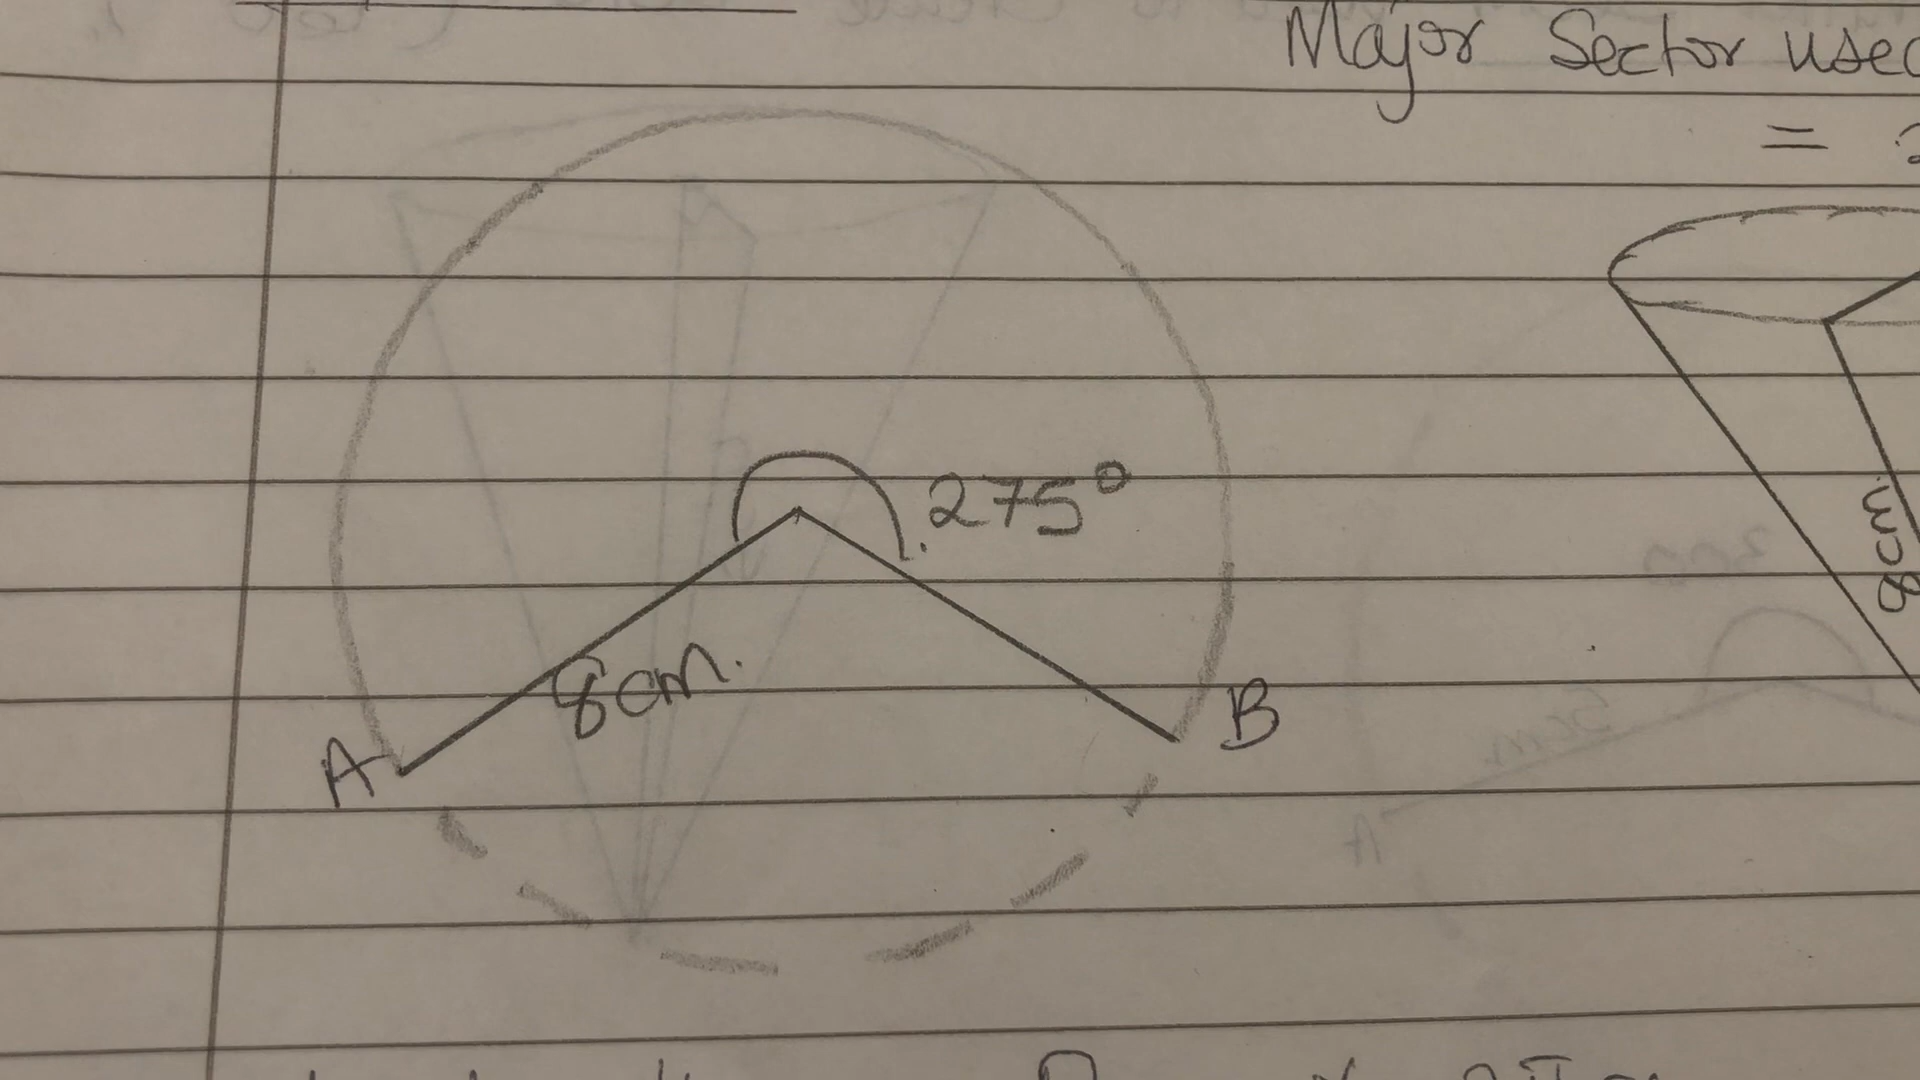 Major Sector used
=
275°
8cm
8cm.
A
B